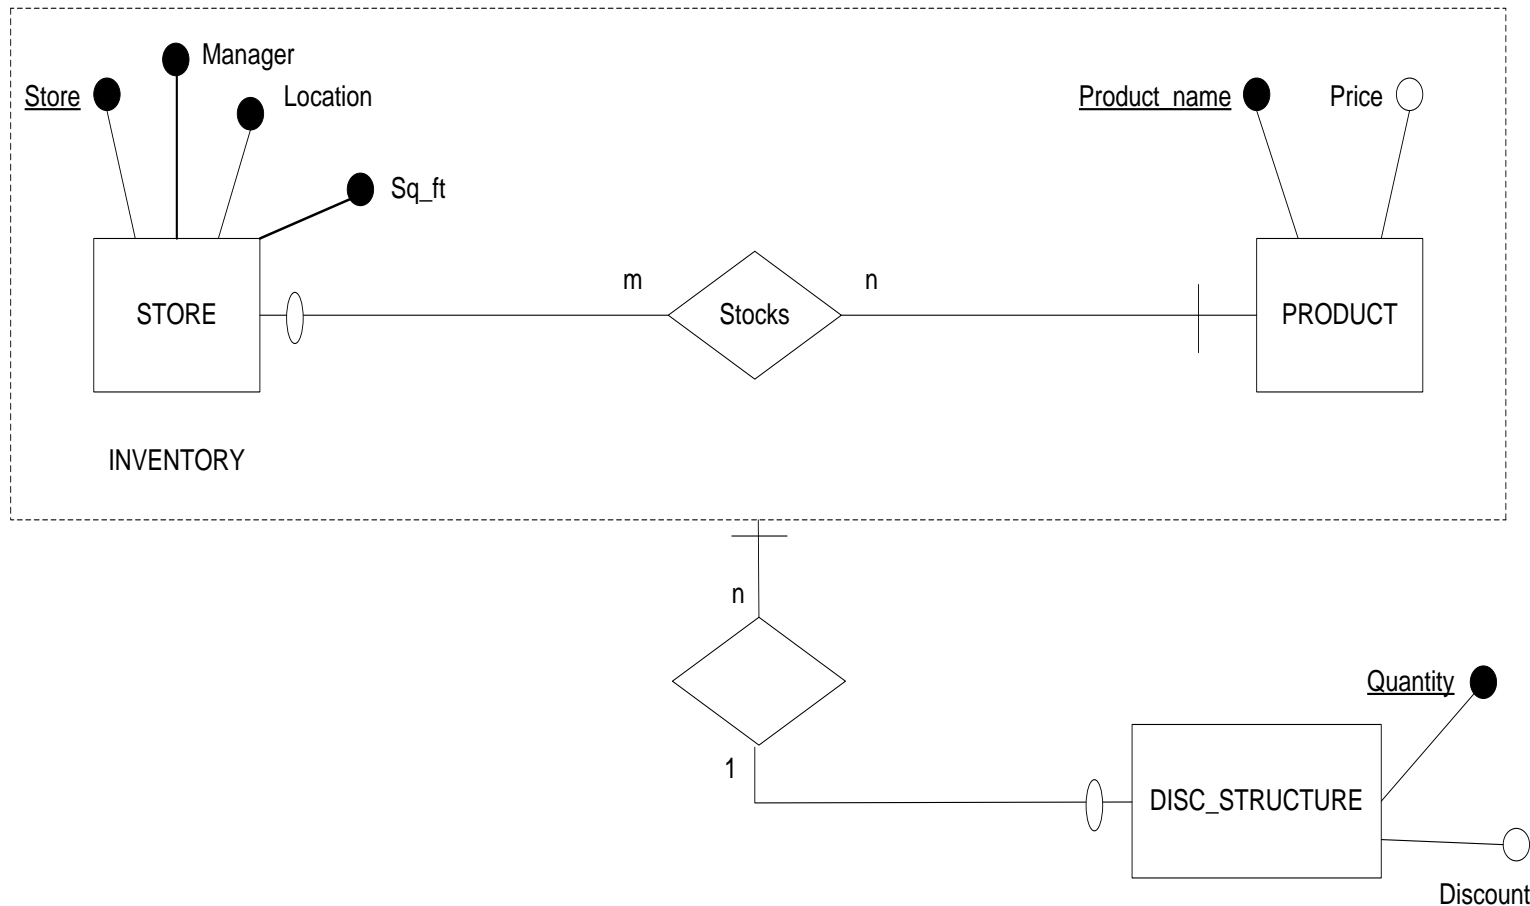 Manager
Store
Location
Product_name
Price
Sq_ft
m
n
STORE
Stocks
PRODUCT
INVENTORY
n
Quantity
1
DISC_STRUCTURE
Discount